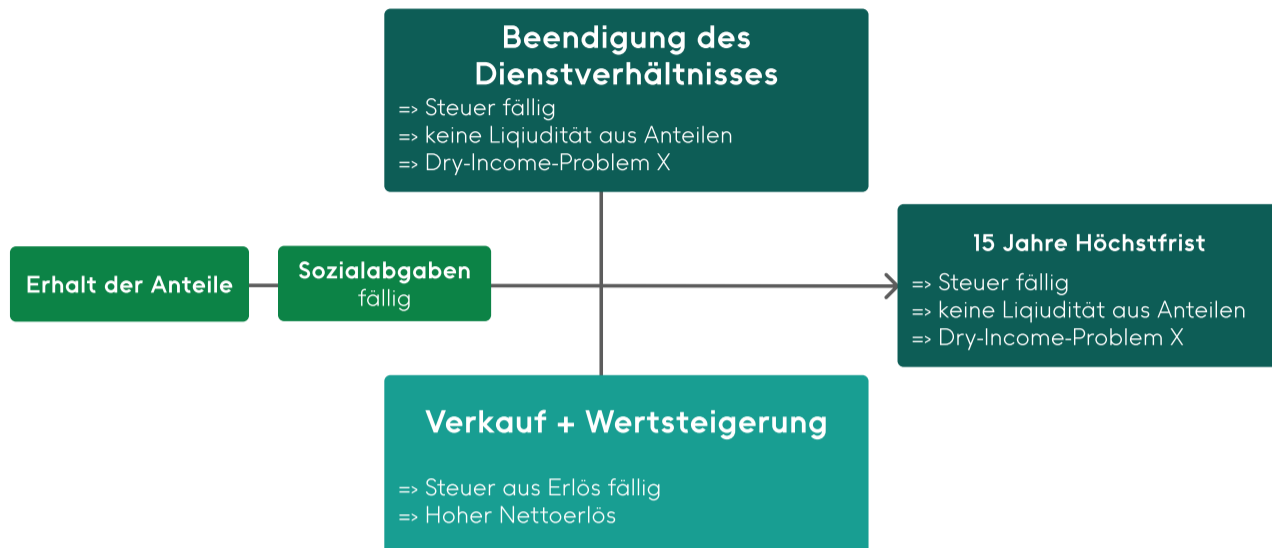 Beendigung des
Dienstverhältnisses
=> Steuer fällig
=> keine Liqiudität aus Anteilen
=> Dry-Income-Problem X
Erhalt der Anteile
Sozialabgaben
fällig
15 Jahre Höchstfrist
=> Steuer fällig
=> keine Liqiudität aus Anteilen
=> Dry-Income-Problem X
Verkauf + Wertsteigerung
=> Steuer aus Erlös fällig
=> Hoher Nettoerlös